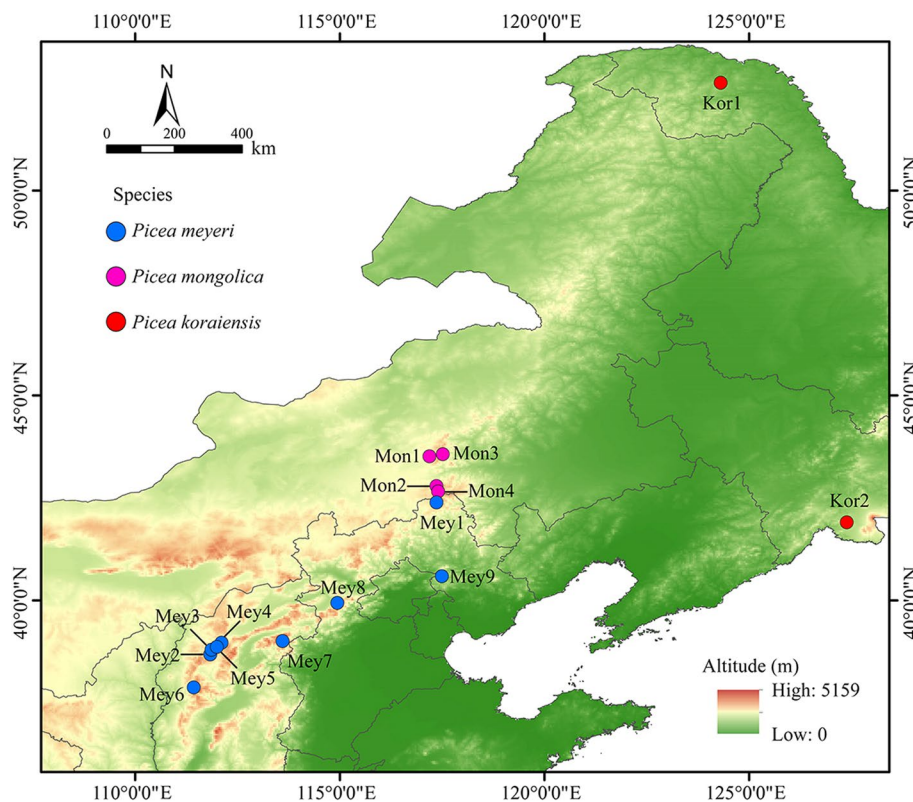 110°0'0"E 115°0'0"E 120°0'0"E 125°0'0"E
N
0 200 400
km
Species
Picea meyeri
Picea mongolica
Picea koraiensis
50°0'0"N
50°0'0"N
45°0'0"N
45°0'0"N
40°0'0"N
40°0'0"N
Kor1
Mon1
Mon3
Mon2
Mon4
Mey1
Kor2
Mey9
Mey8
Mey3
Mey4
Mey2
Mey5
Mey7
Mey6
Altitude (m)
High: 5159
Low: 0
110°0'0"E 115°0'0"E 120°0'0"E 125°0'0"E